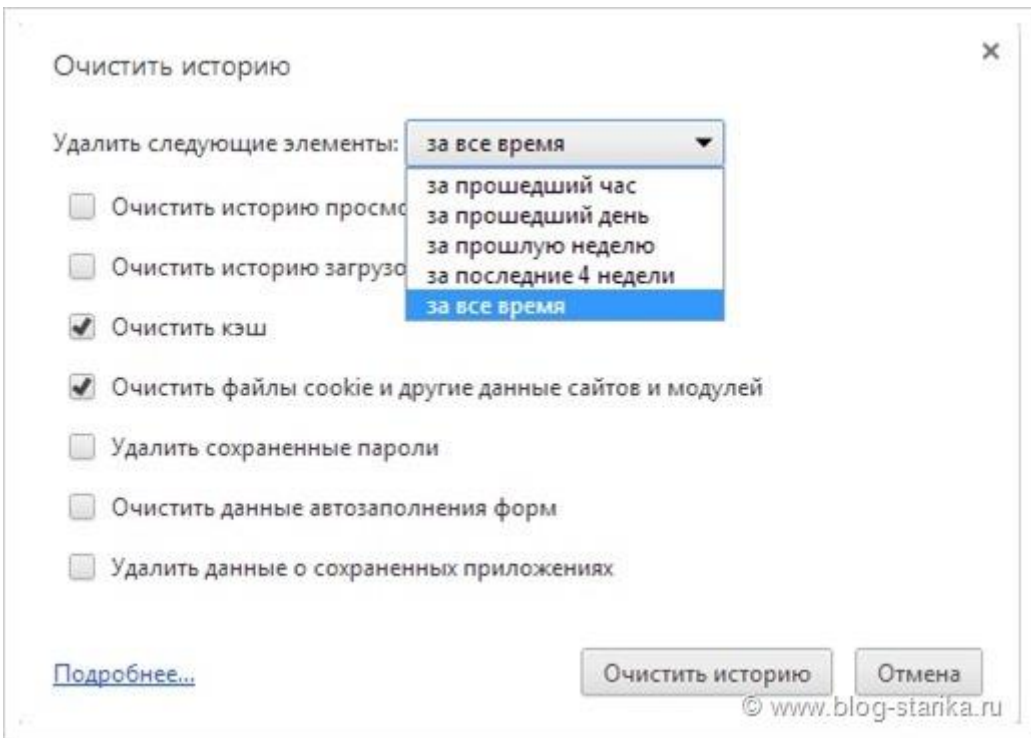 Очистить историю
Удалить следующие элементы: за все время
за прошедший час
за прошедший день
за прошлую неделю
за последние 4 недели
за все время
Очистить историю
Очистить историю
Очистить кэш
Очистить файлы cookie и другие данные сайтов и модулей
Удалить сохраненные пароли
Очистить данные автозаполнения форм
Удалить данные о сохраненных приложениях
Подробнее...
Очистить историю
Отмена
© www.blog-starika.ru